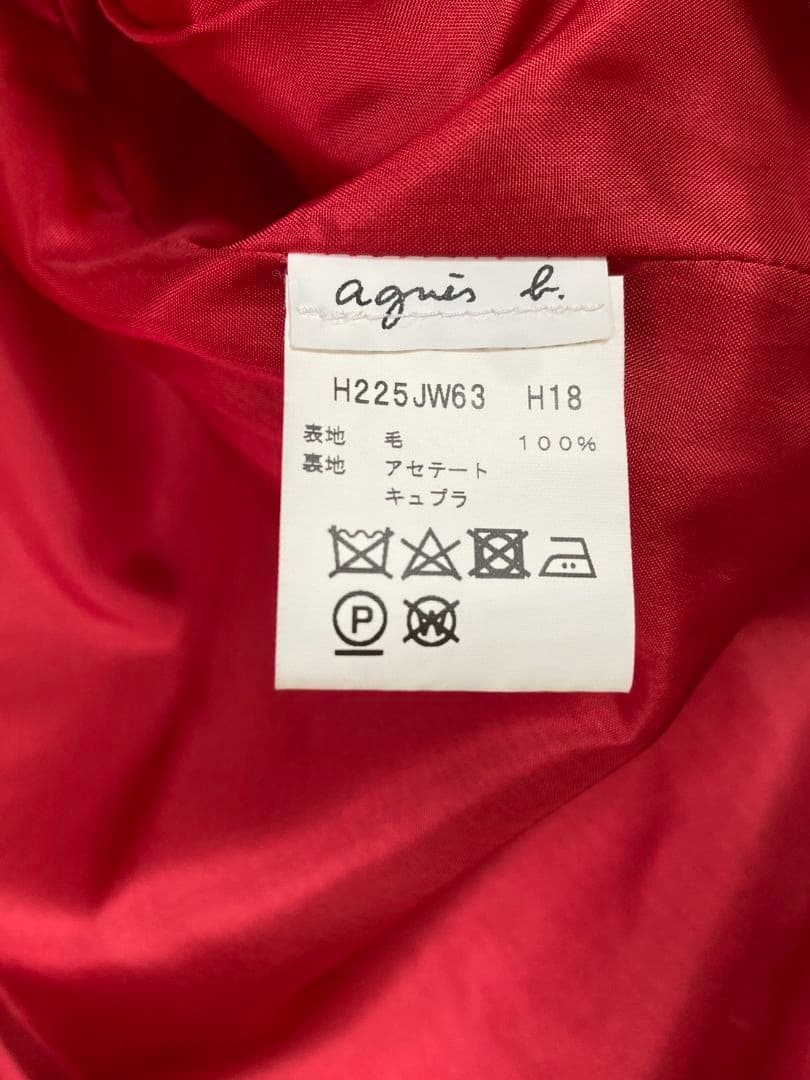 agnès b.
H225JW63 H18
表地 毛 100%
裏地 アセテート
キュプラ
P
W